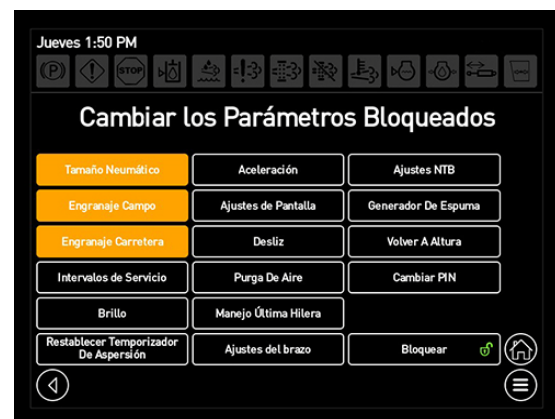 Jueves 1:50 PM
(P) STOP
Cambiar los Parámetros Bloqueados
Tamaño Neumático Aceleración Ajustes NTB
Engranaje Campo Ajustes de Pantalla Generador De Espuma
Engranaje Carretera Desliz Volver A Altura
Intervalos de Servicio Purga De Aire Cambiar PIN
Brillo Manejo Última Hilera
Restablecer Temporizador
De Aspersión Ajustes del brazo Bloquear